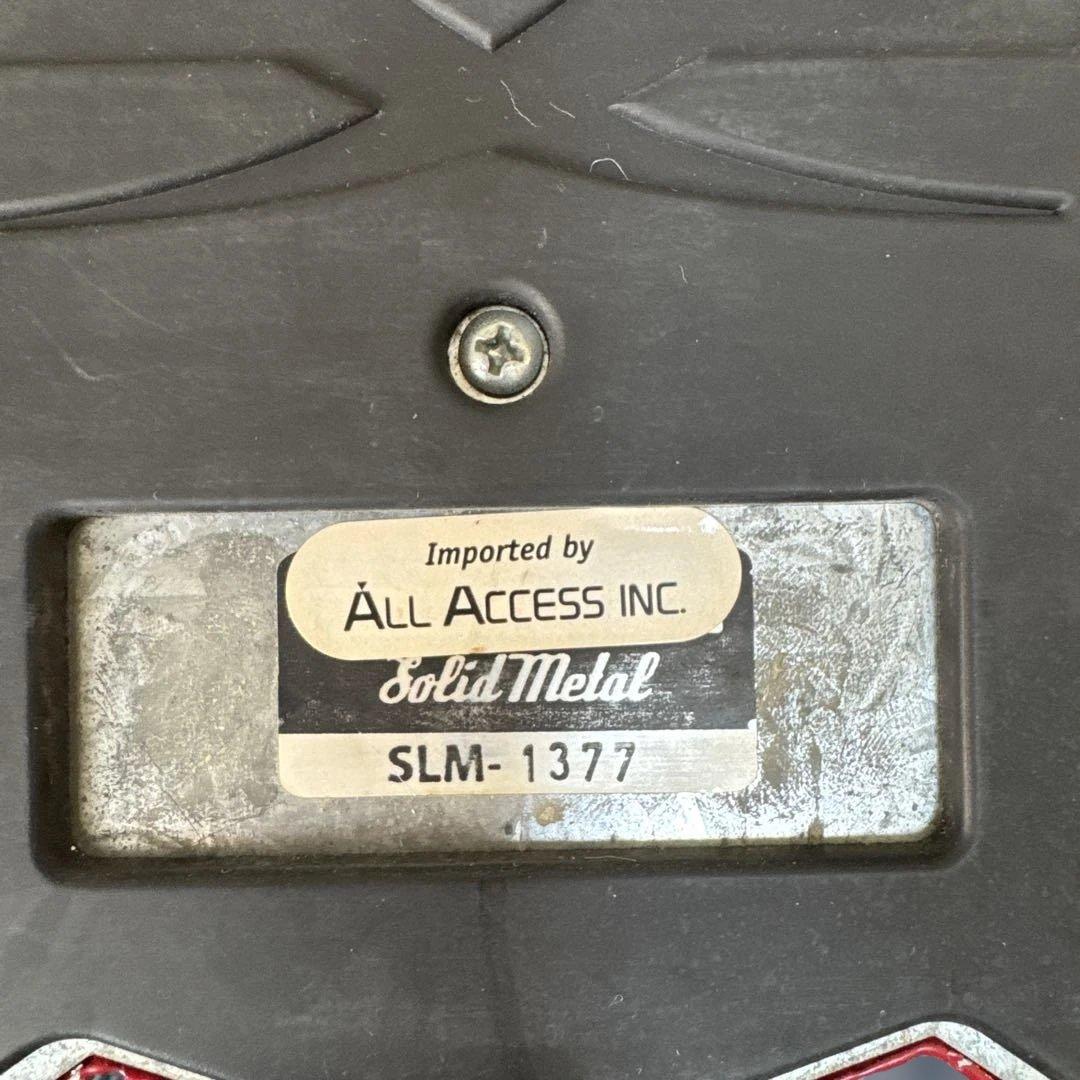 Imported by
ALL ACCESS INC.
Solid Metal
SLM- 1377